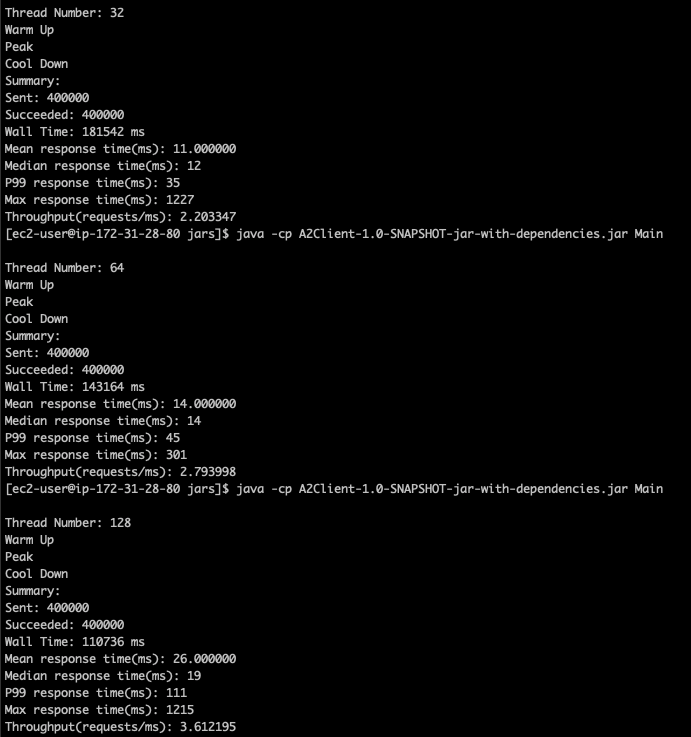 Thread Number: 32
Warm Up
Peak
Cool Down
Summary:
Sent: 400000
Succeeded: 400000
Wall Time: 181542 ms
Mean response time(ms): 11.000000
Median response time(ms): 12
P99 response time(ms): 35
Max response time(ms): 1227
Throughput(requests/ms): 2.203347
[ec2-user@ip-172-31-28-80 jars]$ java -cp A2Client-1.0-SNAPSHOT-jar-with-dependencies.jar Main
Thread Number: 64
Warm Up
Peak
Cool Down
Summary:
Sent: 400000
Succeeded: 400000
Wall Time: 143164 ms
Mean response time(ms): 14.000000
Median response time(ms): 14
P99 response time(ms): 45
Max response time(ms): 301
Throughput(requests/ms): 2.793998
[ec2-user@ip-172-31-28-80 jars]$ java -cp A2Client-1.0-SNAPSHOT-jar-with-dependencies.jar Main
Thread Number: 128
Warm Up
Peak
Cool Down
Summary:
Sent: 400000
Succeeded: 400000
Wall Time: 110736 ms
Mean response time(ms): 26.000000
Median response time(ms): 19
P99 response time(ms): 111
Max response time(ms): 1215
Throughput(requests/ms): 3.612195